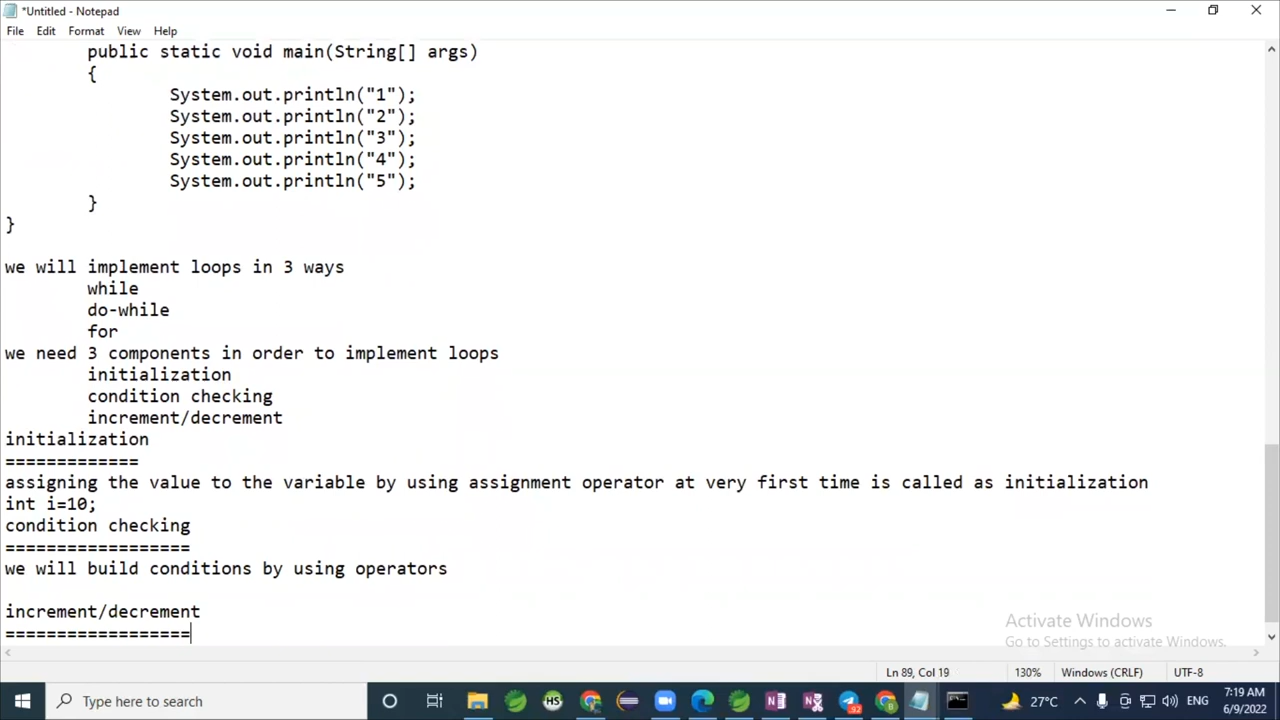 *Untitled - Notepad
File Edit Format View Help
public static void main(String[] args)
{
System.out.println("1");
System.out.println("2");
System.out.println("3");
System.out.println("4");
System.out.println("5");
}
}
we will implement loops in 3 ways
while
do-while
for
we need 3 components in order to implement loops
initialization
condition checking
increment/decrement
initialization
=============
assigning the value to the variable by using assignment operator at very first time is called as initialization
int i=10;
condition checking
==================
we will build conditions by using operators
increment/decrement
==================
Activate Windows
Go to Settings to activate Windows.
Ln 89, Col 19 130% Windows (CRLF) UTF-8
Type here to search HS 27°C ENG 7:19 AM
6/9/2022